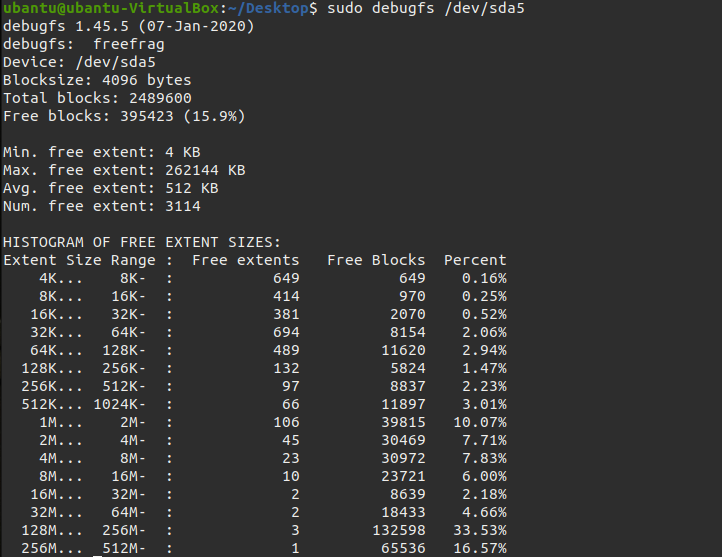 ubantu@ubantu-VirtualBox:~/Desktop$ sudo debugfs /dev/sda5
debugfs 1.45.5 (07-Jan-2020)
debugfs:  freefrag
Device: /dev/sda5
Blocksize: 4096 bytes
Total blocks: 2489600
Free blocks: 395423 (15.9%)

Min. free extent: 4 KB
Max. free extent: 262144 KB
Avg. free extent: 512 KB
Num. free extent: 3114

HISTOGRAM OF FREE EXTENT SIZES:
Extent Size Range :  Free extents   Free Blocks  Percent
    4K...    8K-  :           649           649    0.16%
    8K...   16K-  :           414           970    0.25%
   16K...   32K-  :           381          2070    0.52%
   32K...   64K-  :           694          8154    2.06%
   64K...  128K-  :           489         11620    2.94%
  128K...  256K-  :           132          5824    1.47%
  256K...  512K-  :            97          8837    2.23%
  512K... 1024K-  :            66         11897    3.01%
    1M...    2M-  :           106         39815   10.07%
    2M...    4M-  :            45         30469    7.71%
    4M...    8M-  :            23         30972    7.83%
    8M...   16M-  :            10         23721    6.00%
   16M...   32M-  :             2          8639    2.18%
   32M...   64M-  :             2         18433    4.66%
  128M...  256M-  :             3        132598   33.53%
  256M...  512M-  :             1         65536   16.57%